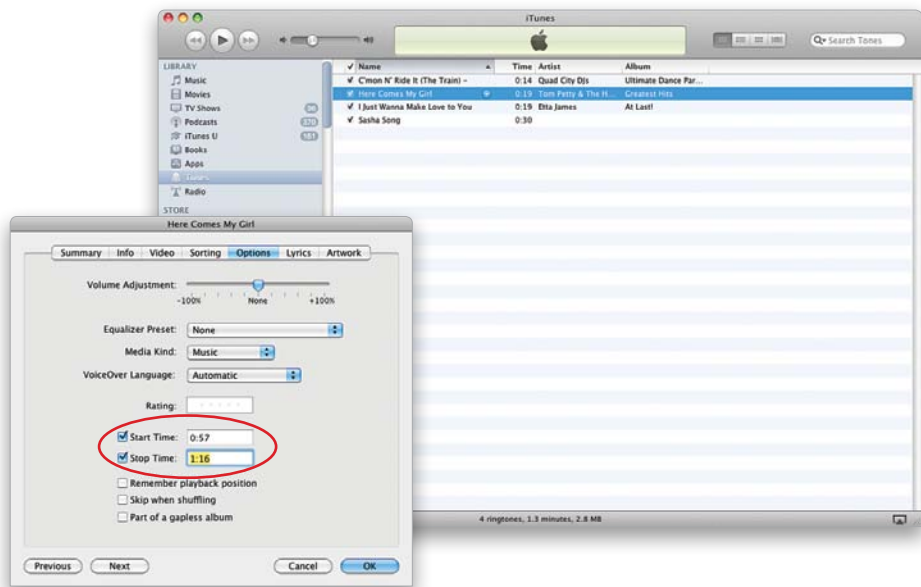 iTunes
Search Tones
LIBRARY
Music
Movies
TV Shows
Podcasts
iTunes U
Books
Apps
Tones
Radio
STORE
✓ Name Time Artist Album
✓ C'mon N' Ride It (The Train) – 0:14 Quad City DJs Ultimate Dance Par...
✓ Here Comes My Girl 0:19 Tom Petty & The H... Greatest Hits
✓ I Just Wanna Make Love to You 0:19 Etta James At Last!
✓ Sasha Song 0:30
4 ringtones, 1.3 minutes, 2.8 MB
Here Comes My Girl
Summary Info Video Sorting Options Lyrics Artwork
Volume Adjustment:
-100% None +100%
Equalizer Preset: None
Media Kind: Music
VoiceOver Language: Automatic
Rating:
Start Time: 0:57
Stop Time: 1:16
Remember playback position
Skip when shuffling
Part of a gapless album
Previous Next Cancel OK